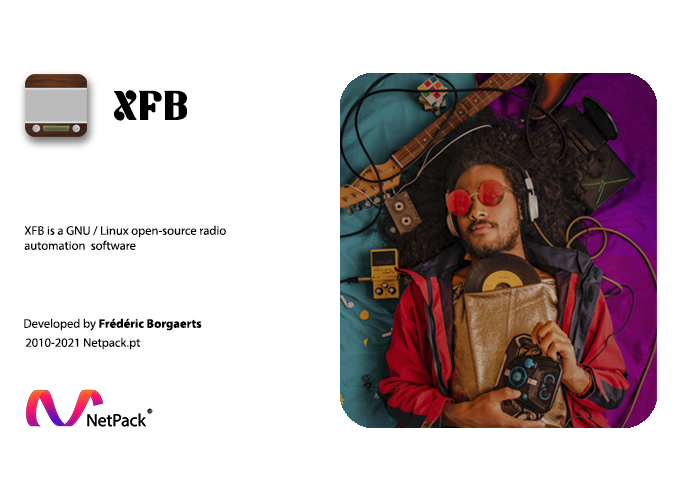 XFB
XFB is a GNU / Linux open-source radio
automation software
Developed by Frédéric Borgaerts
2010-2021 Netpack.pt
NetPack®